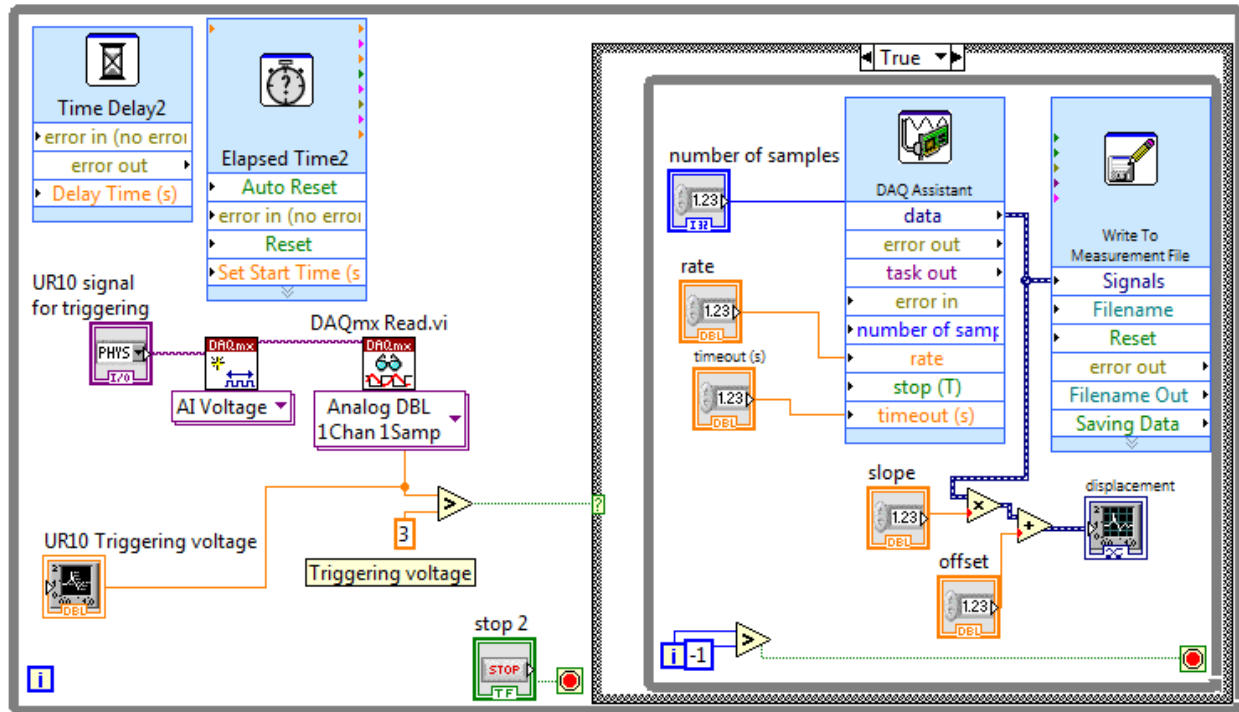 Time Delay2
error in (no erroi
error out
Delay Time (s)
?
Elapsed Time2
Auto Reset
error in (no erroi
Reset
Set Start Time (s
UR10 signal
for triggering
PHYS
I/O
DAQmx
AI Voltage
DAQmx Read.vi
DAQmx
Analog DBL
1Chan 1Samp
>
3
Triggering voltage
UR10 Triggering voltage
DBL
stop 2
STOP
TF
i
True
?
number of samples
1.23
I32
rate
1.23
DBL
timeout (s)
1.23
DBL
DAQ Assistant
data
error out
task out
error in
number of samp
rate
stop (T)
timeout (s)
Write To
Measurement File
Signals
Filename
Reset
error out
Filename Out
Saving Data
slope
1.23
DBL
x
+
displacement
offset
1.23
DBL
i
-1
>